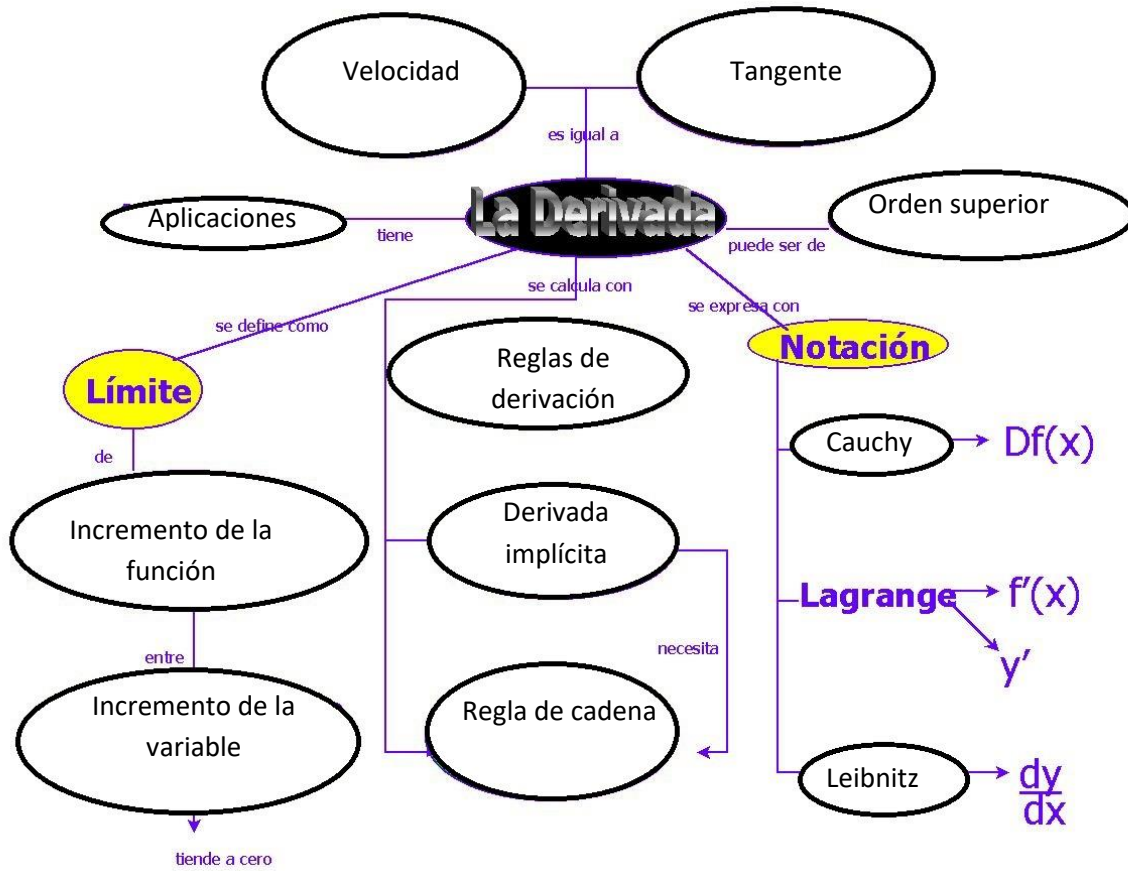 Velocidad
Tangente
es igual a
La Derivada
Aplicaciones
tiene
Orden superior
puede ser de
se calcula con
se define como
se expresa con
Límite
Reglas de
derivación
Notación
de
Cauchy
Df(x)
Incremento de la
función
Derivada
implícita
Lagrange
f'(x)
y'
entre
necesita
Incremento de la
variable
Regla de cadena
Leibnitz
dy
dx
tiende a cero